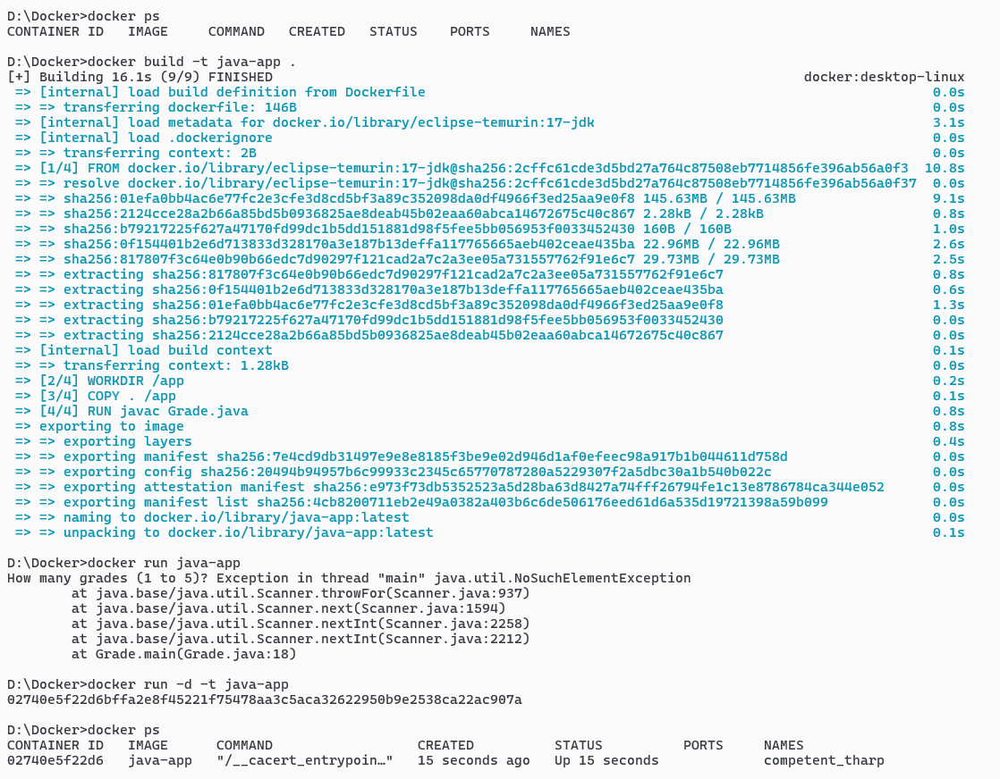 D:\Docker>docker ps
CONTAINER ID   IMAGE     COMMAND   CREATED   STATUS    PORTS     NAMES
D:\Docker>docker build -t java-app .
[+] Building 16.1s (9/9) FINISHED docker:desktop-linux
=> [internal] load build definition from Dockerfile 0.0s
=> => transferring dockerfile: 146B 0.0s
=> [internal] load metadata for docker.io/library/eclipse-temurin:17-jdk 3.1s
=> [internal] load .dockerignore 0.0s
=> => transferring context: 2B 0.0s
=> [1/4] FROM docker.io/library/eclipse-temurin:17-jdk@sha256:2cffc61cde3d5bd27a764c87508eb7714856fe396ab56a0f3 10.8s
=> => resolve docker.io/library/eclipse-temurin:17-jdk@sha256:2cffc61cde3d5bd27a764c87508eb7714856fe396ab56a0f37 0.0s
=> => sha256:01efa0bb4ac6e77fc2e3cfe3d8cd5bf3a89c352098da0df4966f3ed25aa9e0f8 145.63MB / 145.63MB 9.1s
=> => sha256:2124cce28a2b66a85bd5b0936825ae8deab45b02eaa60abca14672675c40c867 2.28kB / 2.28kB 0.8s
=> => sha256:b79217225f627a47170fd99dc1b5dd151881d98f5fee5bb056953f0033452430 160B / 160B 1.0s
=> => sha256:0f154401b2e6d713833d328170a3e187b13deffa117765665aeb402ceae435ba 22.96MB / 22.96MB 2.6s
=> => sha256:817807f3c64e0b90b66edc7d90297f121cad2a7c2a3ee05a731557762f91e6c7 29.73MB / 29.73MB 2.5s
=> => extracting sha256:817807f3c64e0b90b66edc7d90297f121cad2a7c2a3ee05a731557762f91e6c7 0.8s
=> => extracting sha256:0f154401b2e6d713833d328170a3e187b13deffa117765665aeb402ceae435ba 0.6s
=> => extracting sha256:01efa0bb4ac6e77fc2e3cfe3d8cd5bf3a89c352098da0df4966f3ed25aa9e0f8 1.3s
=> => extracting sha256:b79217225f627a47170fd99dc1b5dd151881d98f5fee5bb056953f0033452430 0.0s
=> => extracting sha256:2124cce28a2b66a85bd5b0936825ae8deab45b02eaa60abca14672675c40c867 0.0s
=> [internal] load build context 0.1s
=> => transferring context: 1.28kB 0.0s
=> [2/4] WORKDIR /app 0.2s
=> [3/4] COPY . /app 0.1s
=> [4/4] RUN javac Grade.java 0.8s
=> exporting to image 0.8s
=> => exporting layers 0.4s
=> => exporting manifest sha256:7e4cd9db31497e9e8e8185f3be9e02d946d1af0efeec98a917b1b044611d758d 0.0s
=> => exporting config sha256:20494b94957b6c99933c2345c65770787280a5229307f2a5dbc30a1b540b022c 0.0s
=> => exporting attestation manifest sha256:e973f73db5352523a5d28ba63d8427a74fff26794fe1c13e8786784ca344e052 0.0s
=> => exporting manifest list sha256:4cb8200711eb2e49a0382a403b6c6de506176eed61d6a535d19721398a59b099 0.0s
=> => naming to docker.io/library/java-app:latest 0.0s
=> => unpacking to docker.io/library/java-app:latest 0.1s
D:\Docker>docker run java-app
How many grades (1 to 5)? Exception in thread "main" java.util.NoSuchElementException
at java.base/java.util.Scanner.throwFor(Scanner.java:937)
at java.base/java.util.Scanner.next(Scanner.java:1594)
at java.base/java.util.Scanner.nextInt(Scanner.java:2258)
at java.base/java.util.Scanner.nextInt(Scanner.java:2212)
at Grade.main(Grade.java:18)
D:\Docker>docker run -d -t java-app
02740e5f22d6bffa2e8f45221f75478aa3c5aca32622950b9e2538ca22ac907a
D:\Docker>docker ps
CONTAINER ID   IMAGE      COMMAND                  CREATED          STATUS          PORTS     NAMES
02740e5f22d6   java-app   "/__cacert_entrypoin…"   15 seconds ago   Up 15 seconds             competent_tharp